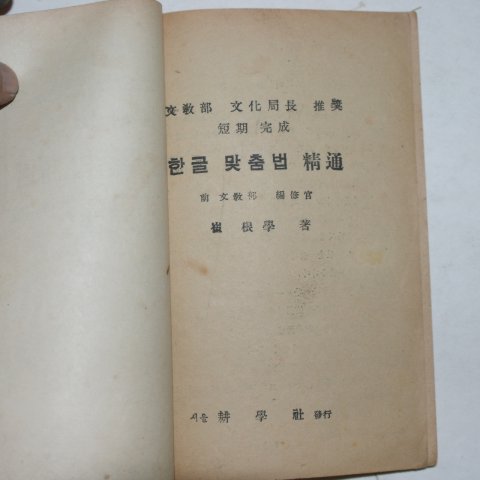 文敎部 文化局長 推奬
短期 完成
한글 맞춤법 精通
前 文敎部 編修官
崔根學 著
서울 耕學社 發行